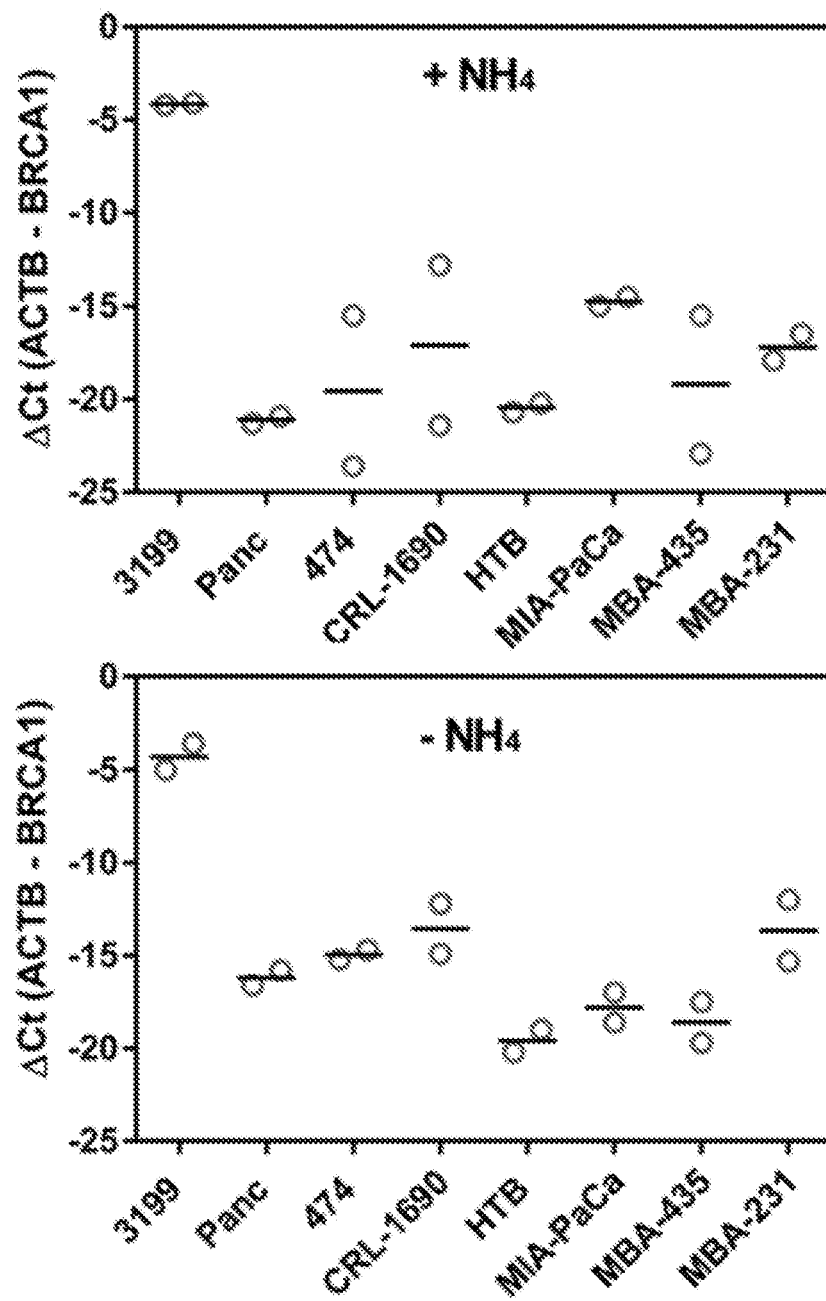 + NH₄
ΔCt (ACTB - BRCA1)
0
-5
-10
-15
-20
-25
3199
Panc
474
CRL-1690
HTB
MIA-PaCa
MBA-435
MBA-231
- NH₄
ΔCt (ACTB - BRCA1)
0
-5
-10
-15
-20
-25
3199
Panc
474
CRL-1690
HTB
MIA-PaCa
MBA-435
MBA-231